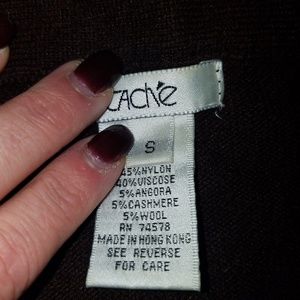 CACHÉ
S
45%NYLON
40%VISCOSE
5%ANGORA
5%CASHMERE
5%WOOL
RN 74578
MADE IN HONG KONG
SEE REVERSE
FOR CARE